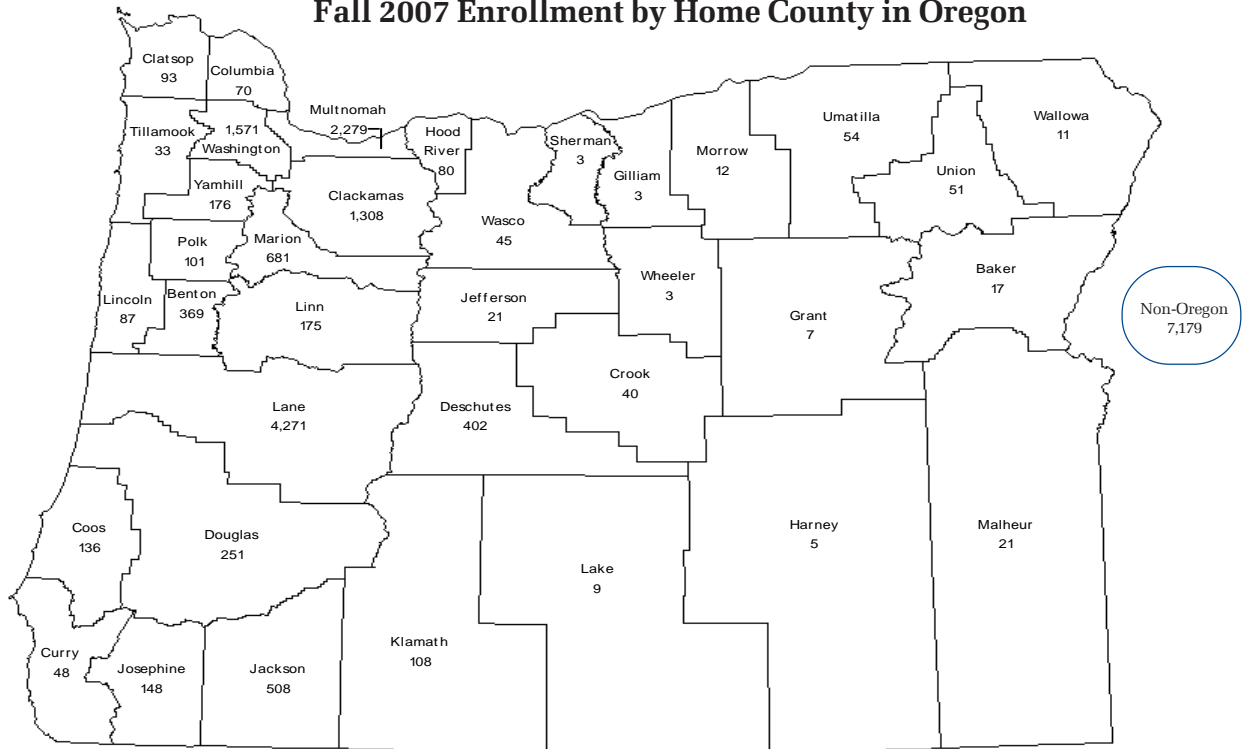 Fall 2007 Enrollment by Home County in Oregon
Clatsop
93
Columbia
70
Multnomah
2,279
Tillamook
33
1,571
Washington
Hood
River
80
Sherman
3
Gilliam
3
Morrow
12
Umatilla
54
Union
51
Wallowa
11
Yamhill
176
Clackamas
1,308
Wasco
45
Polk
101
Marion
681
Wheeler
3
Baker
17
Non-Oregon
7,179
Lincoln
87
Benton
369
Linn
175
Jefferson
21
Grant
7
Crook
40
Lane
4,271
Deschutes
402
Coos
136
Douglas
251
Lake
9
Harney
5
Malheur
21
Curry
48
Josephine
148
Jackson
508
Klamath
108